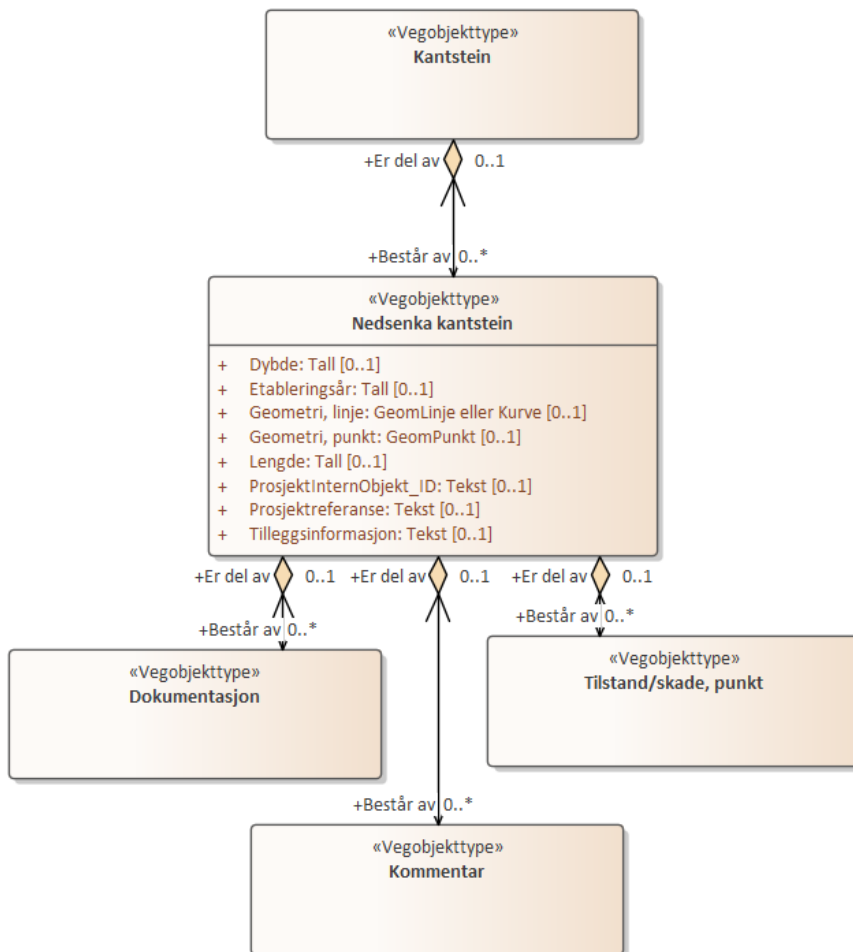 «Vegobjekttype»
Kantstein
+Er del av 0..1
+Består av 0..*
«Vegobjekttype»
Nedsenka kantstein
+ Dybde: Tall [0..1]
+ Etableringsår: Tall [0..1]
+ Geometri, linje: GeomLinje eller Kurve [0..1]
+ Geometri, punkt: GeomPunkt [0..1]
+ Lengde: Tall [0..1]
+ ProsjektInternObjekt_ID: Tekst [0..1]
+ Prosjektreferanse: Tekst [0..1]
+ Tilleggsinformasjon: Tekst [0..1]
+Er del av 0..1 +Er del av 0..1 +Er del av 0..1
+Består av 0..*
+Består av 0..*
«Vegobjekttype»
Dokumentasjon
«Vegobjekttype»
Tilstand/skade, punkt
+Består av 0..*
«Vegobjekttype»
Kommentar